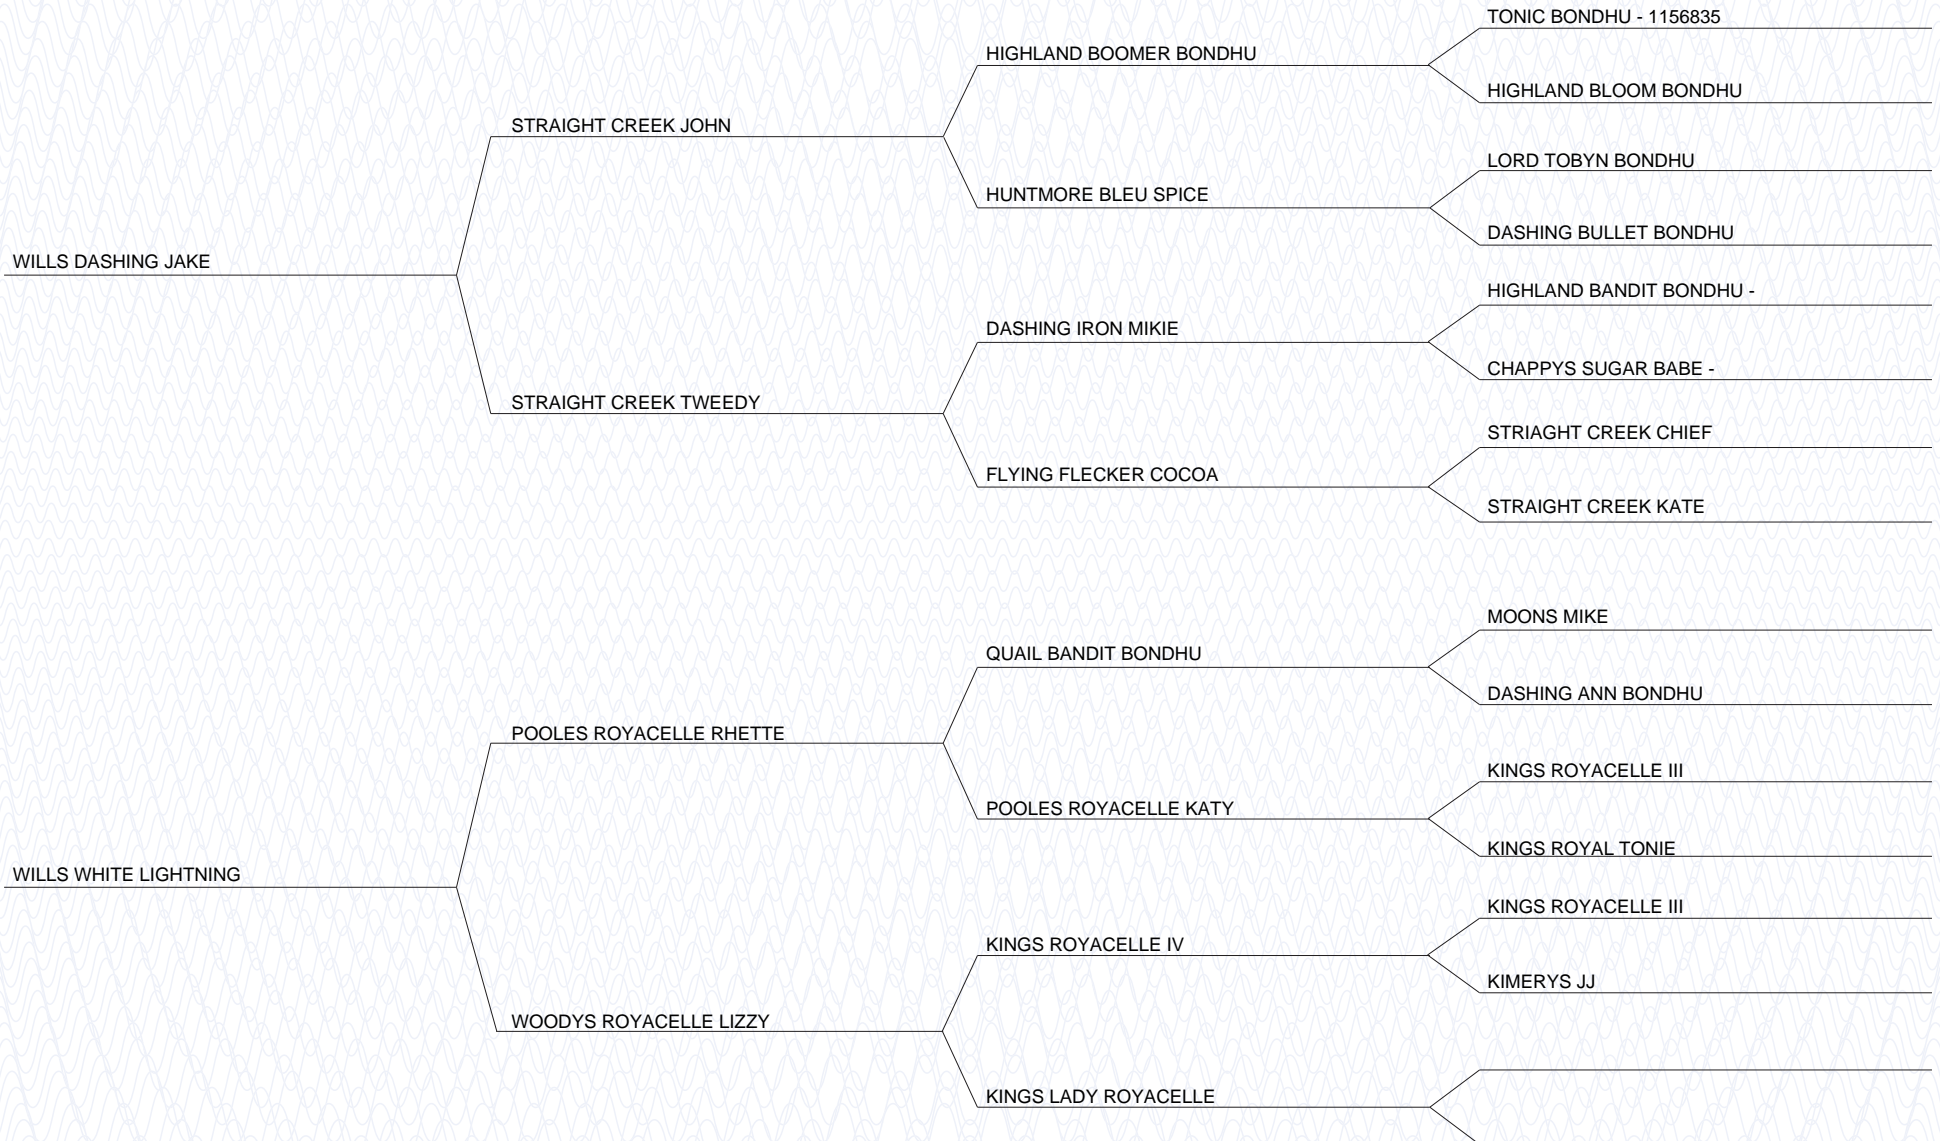 TONIC BONDHU - 1156835
HIGHLAND BOOMER BONDHU
HIGHLAND BLOOM BONDHU
STRAIGHT CREEK JOHN
LORD TOBYN BONDHU
HUNTMORE BLEU SPICE
DASHING BULLET BONDHU
WILLS DASHING JAKE
HIGHLAND BANDIT BONDHU -
DASHING IRON MIKIE
CHAPPYS SUGAR BABE -
STRAIGHT CREEK TWEEDY
STRIAGHT CREEK CHIEF
FLYING FLECKER COCOA
STRAIGHT CREEK KATE
MOONS MIKE
QUAIL BANDIT BONDHU
DASHING ANN BONDHU
POOLES ROYACELLE RHETTE
KINGS ROYACELLE III
POOLES ROYACELLE KATY
KINGS ROYAL TONIE
WILLS WHITE LIGHTNING
KINGS ROYACELLE III
KINGS ROYACELLE IV
KIMERYS JJ
WOODYS ROYACELLE LIZZY
KINGS LADY ROYACELLE